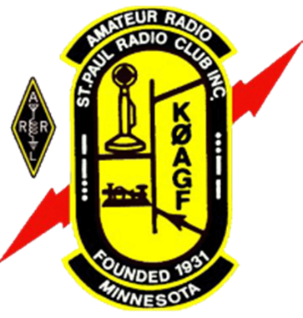 AMATEUR RADIO
ST. PAUL RADIO CLUB INC.
A
R R
L
KØAGF
FOUNDED 1931
MINNESOTA